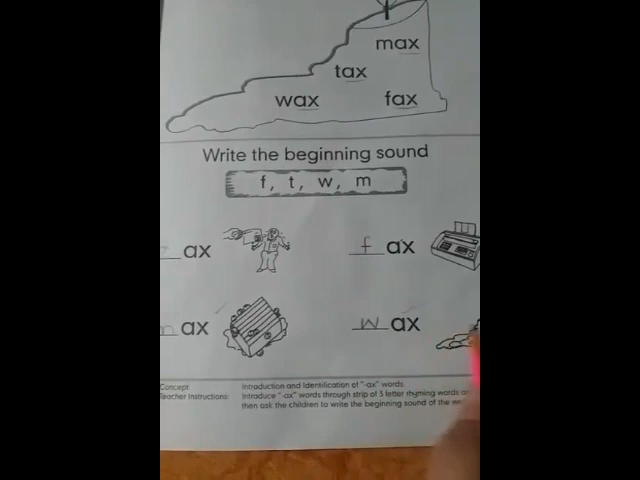 max
tax
wax fax
Write the beginning sound
f, t, w, m
ax f ax
ax w ax
Concept: Introduction and Identification of "-ax" words.
Teacher Instructions: Introduce "-ax" words through strip of 3 letter rhyming words
then ask the children to write the beginning sound of the